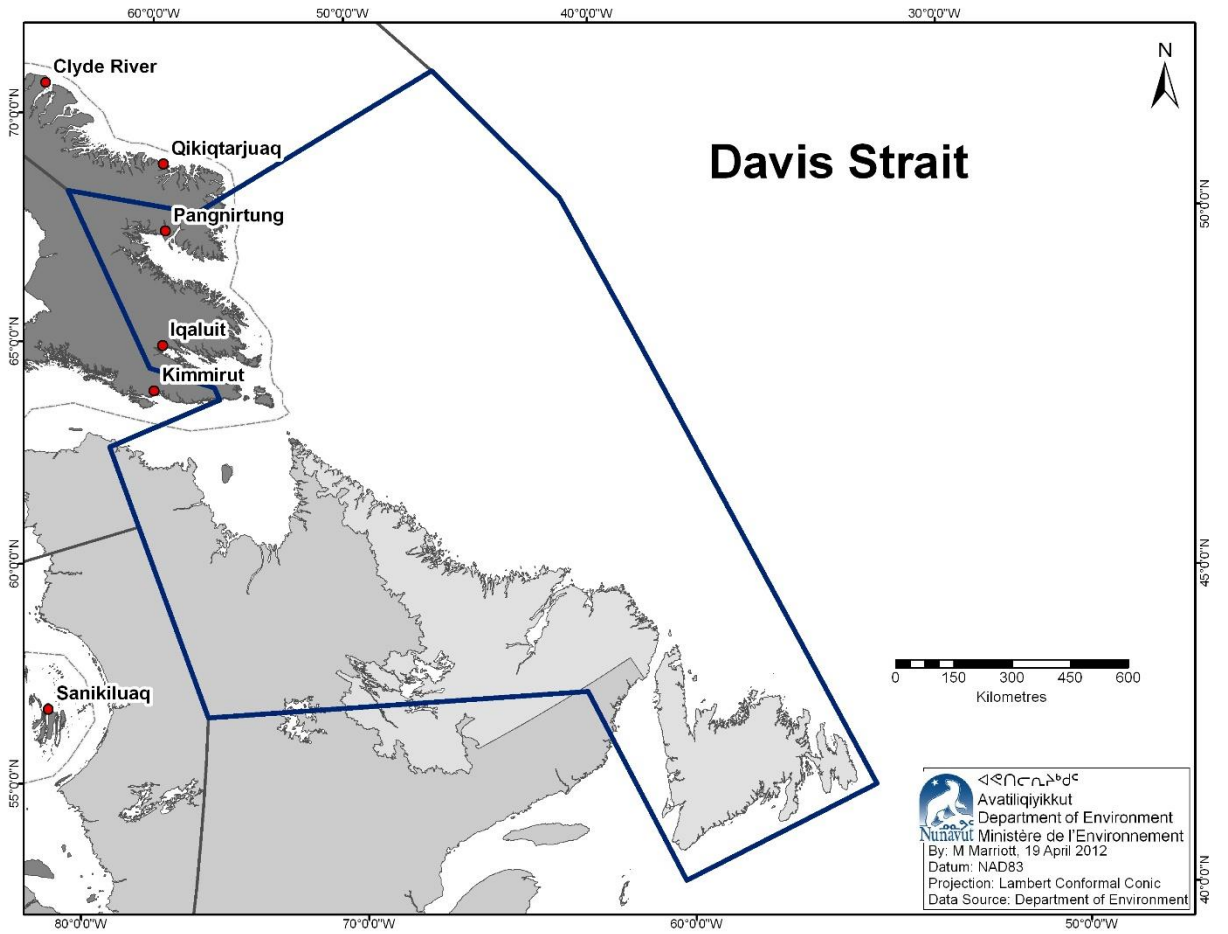 60°0'0"W 50°0'0"W 40°0'0"W 30°0'0"W
N
Clyde River
70°0'0"N
Qikiqtarjuaq
Davis Strait
50°0'0"N
Pangnirtung
Iqaluit
65°0'0"N
Kimmirut
60°0'0"N
45°0'0"N
0 150 300 450 600
Kilometres
Sanikiluaq
55°0'0"N
ᐊᕙᑎᓕᕆᔨᒃᑯᑦ
Avatiliqiyikkut
Department of Environment
Nunavut Ministère de l'Environnement
By: M Marriott, 19 April 2012
Datum: NAD83
Projection: Lambert Conformal Conic
Data Source: Department of Environment
40°0'0"N
80°0'0"W 70°0'0"W 60°0'0"W 50°0'0"W